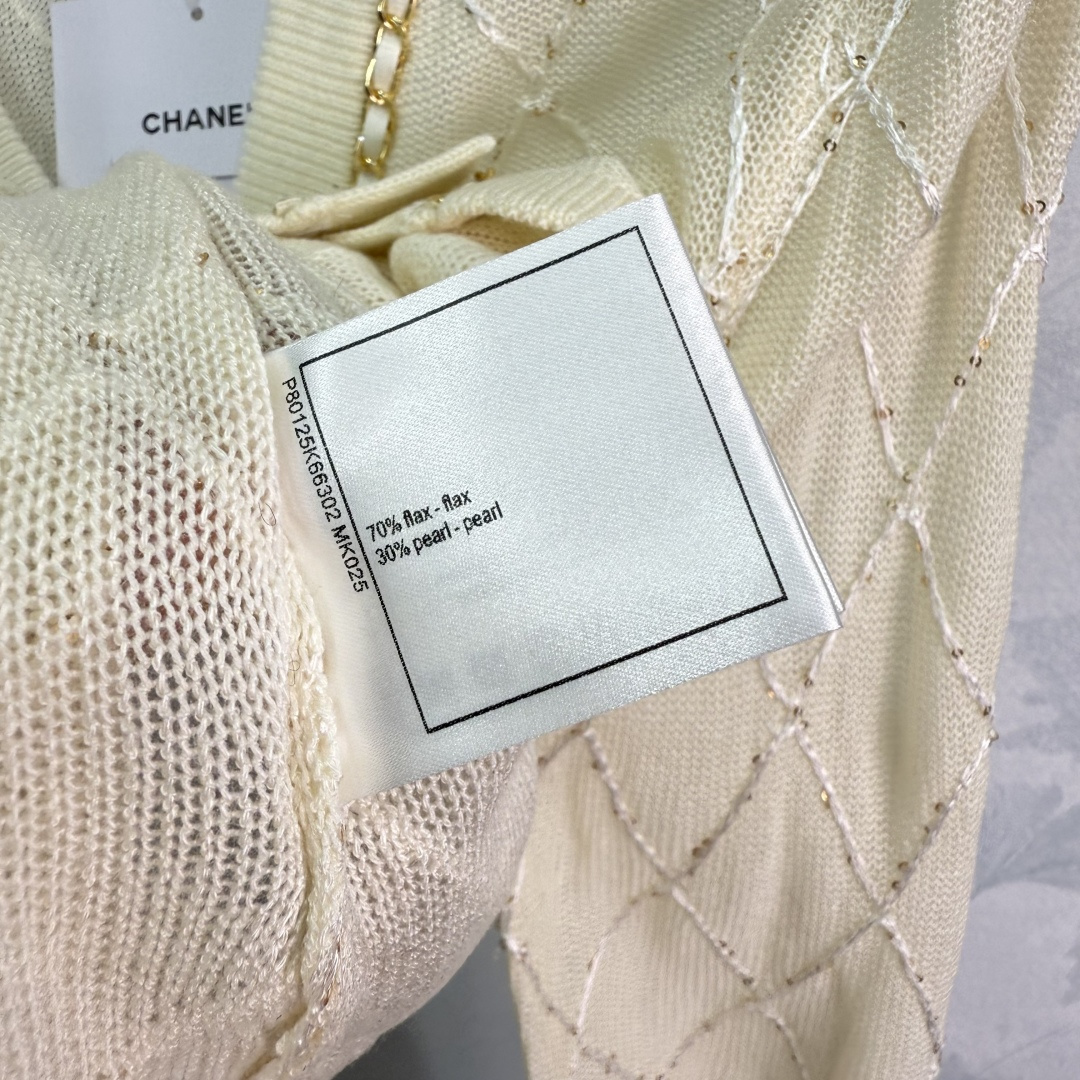 CHANE
P80125K66302 MK025
70% flax - flax
30% pearl - pearl